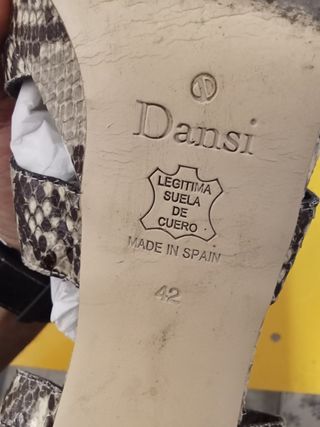 Dansi
LEGITIMA
SUELA
DE
CUERO
MADE IN SPAIN
42